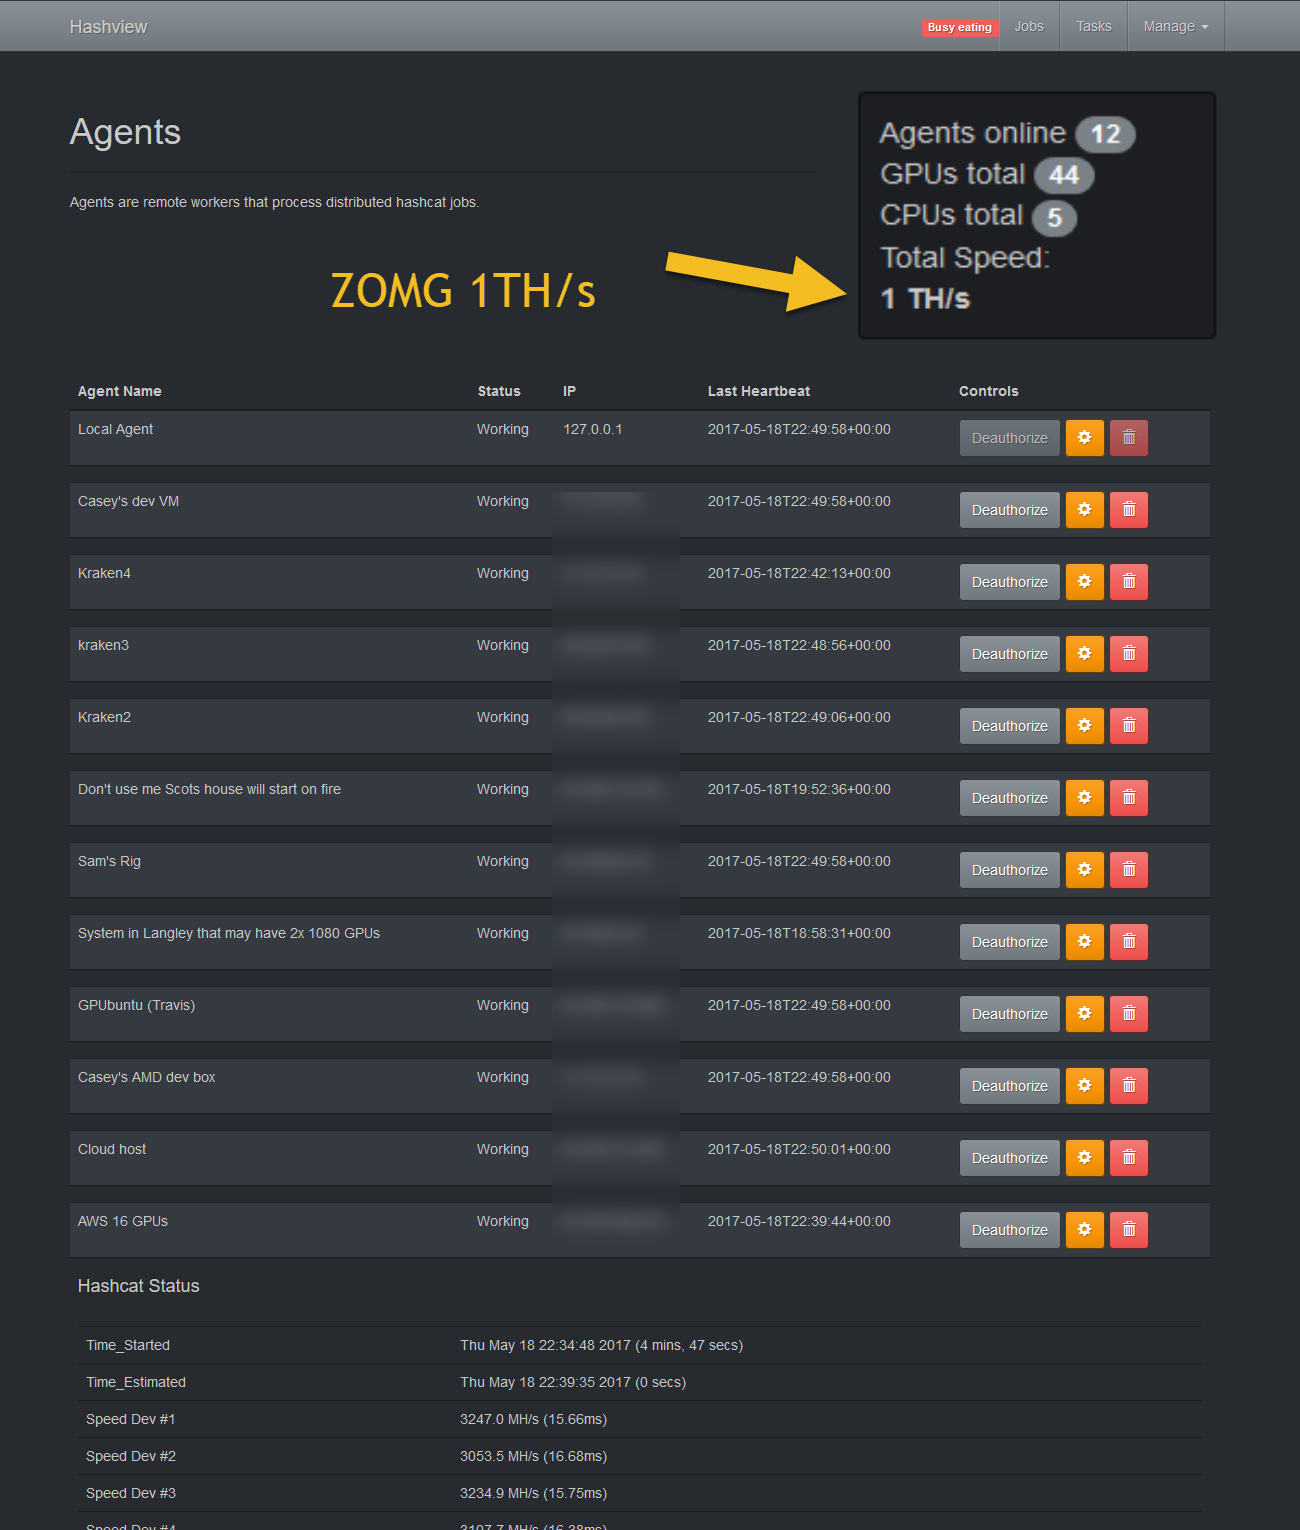 Hashview
Busy eating Jobs Tasks Manage
Agents
Agents are remote workers that process distributed hashcat jobs.
Agents online 12
GPUs total 44
CPUs total 5
Total Speed:
1 TH/s
ZOMG 1TH/s
Agent Name Status IP Last Heartbeat Controls
Local Agent Working 127.0.0.1 2017-05-18T22:49:58+00:00 Deauthorize
Casey's dev VM Working 2017-05-18T22:49:58+00:00 Deauthorize
Kraken4 Working 2017-05-18T22:42:13+00:00 Deauthorize
kraken3 Working 2017-05-18T22:48:56+00:00 Deauthorize
Kraken2 Working 2017-05-18T22:49:06+00:00 Deauthorize
Don't use me Scots house will start on fire Working 2017-05-18T19:52:36+00:00 Deauthorize
Sam's Rig Working 2017-05-18T22:49:58+00:00 Deauthorize
System in Langley that may have 2x 1080 GPUs Working 2017-05-18T18:58:31+00:00 Deauthorize
GPUbuntu (Travis) Working 2017-05-18T22:49:58+00:00 Deauthorize
Casey's AMD dev box Working 2017-05-18T22:49:58+00:00 Deauthorize
Cloud host Working 2017-05-18T22:50:01+00:00 Deauthorize
AWS 16 GPUs Working 2017-05-18T22:39:44+00:00 Deauthorize
Hashcat Status
Time_Started Thu May 18 22:34:48 2017 (4 mins, 47 secs)
Time_Estimated Thu May 18 22:39:35 2017 (0 secs)
Speed Dev #1 3247.0 MH/s (15.66ms)
Speed Dev #2 3053.5 MH/s (16.68ms)
Speed Dev #3 3234.9 MH/s (15.75ms)
Speed Dev #4 3107.7 MH/s (16.38ms)